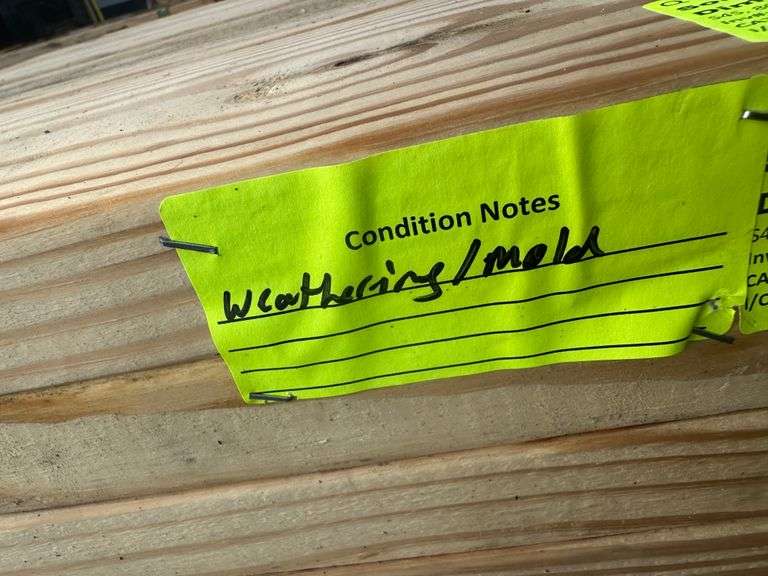 Condition Notes
Weathering/Mold